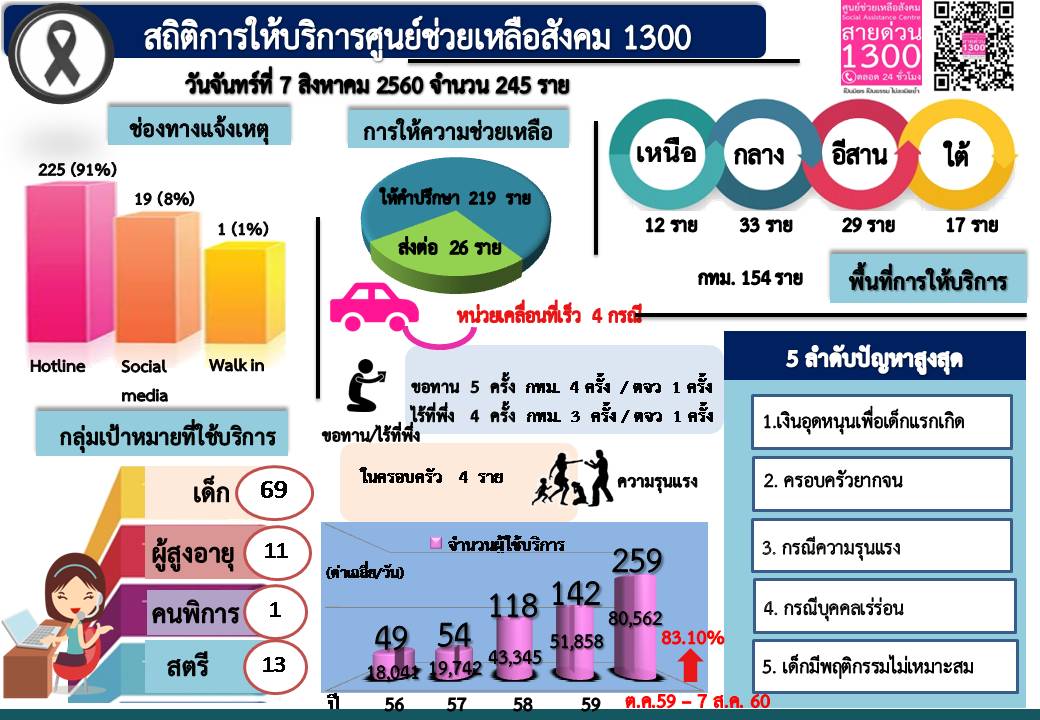 สถิติการให้บริการศูนย์ช่วยเหลือสังคม 1300
วันจันทร์ที่ 7 สิงหาคม 2560 จำนวน 245 ราย
ศูนย์ช่วยเหลือสังคม
Social Assistance Centre
สายด่วน
1300
ตลอด 24 ชั่วโมง
ช่องทางแจ้งเหตุ
225 (91%)
19 (8%)
1 (1%)
Hotline
Social
media
Walk in
การให้ความช่วยเหลือ
ให้คำปรึกษา 219 ราย
ส่งต่อ 26 ราย
เหนือ
กลาง
อีสาน
ใต้
12 ราย
33 ราย
29 ราย
17 ราย
กทม. 154 ราย
พื้นที่การให้บริการ
หน่วยเคลื่อนที่เร็ว 4 กรณี
ขอทาน 5 ครั้ง กทม. 4 ครั้ง / ตจว 1 ครั้ง
ไร้ที่พึ่ง 4 ครั้ง กทม. 3 ครั้ง / ตจว 1 ครั้ง
ขอทาน/ไร้ที่พึ่ง
ในครอบครัว 4 ราย
ความรุนแรง
กลุ่มเป้าหมายที่ใช้บริการ
เด็ก 69
ผู้สูงอายุ 11
คนพิการ 1
สตรี 13
จำนวนผู้ใช้บริการ
(ค่าเฉลี่ย/วัน)
49
54
118
142
259
18,041
19,742
43,345
51,858
80,562
83.10%
ปี 56 57 58 59 ต.ค.59 – 7 ส.ค. 60
5 ลำดับปัญหาสูงสุด
1.เงินอุดหนุนเพื่อเด็กแรกเกิด
2. ครอบครัวยากจน
3. กรณีความรุนแรง
4. กรณีบุคคลเร่ร่อน
5. เด็กมีพฤติกรรมไม่เหมาะสม